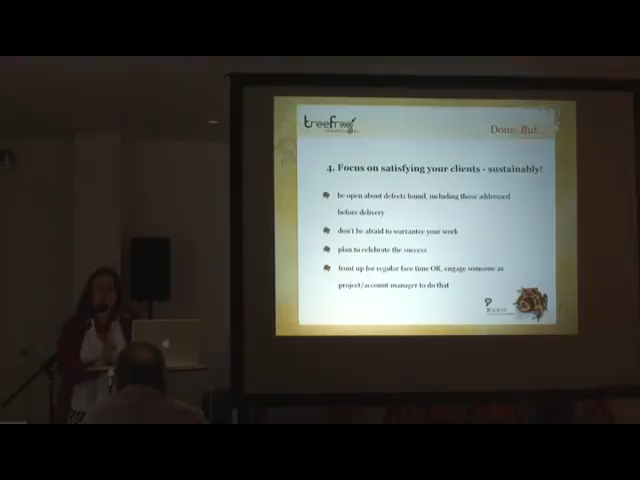 treefrog
Done. But...
4. Focus on satisfying your clients - sustainably!
be open about defects found, including those addressed
before delivery
don't be afraid to warrantee your work
plan to celebrate the success
front up for regular face time OR, engage someone as
project/account manager to do that